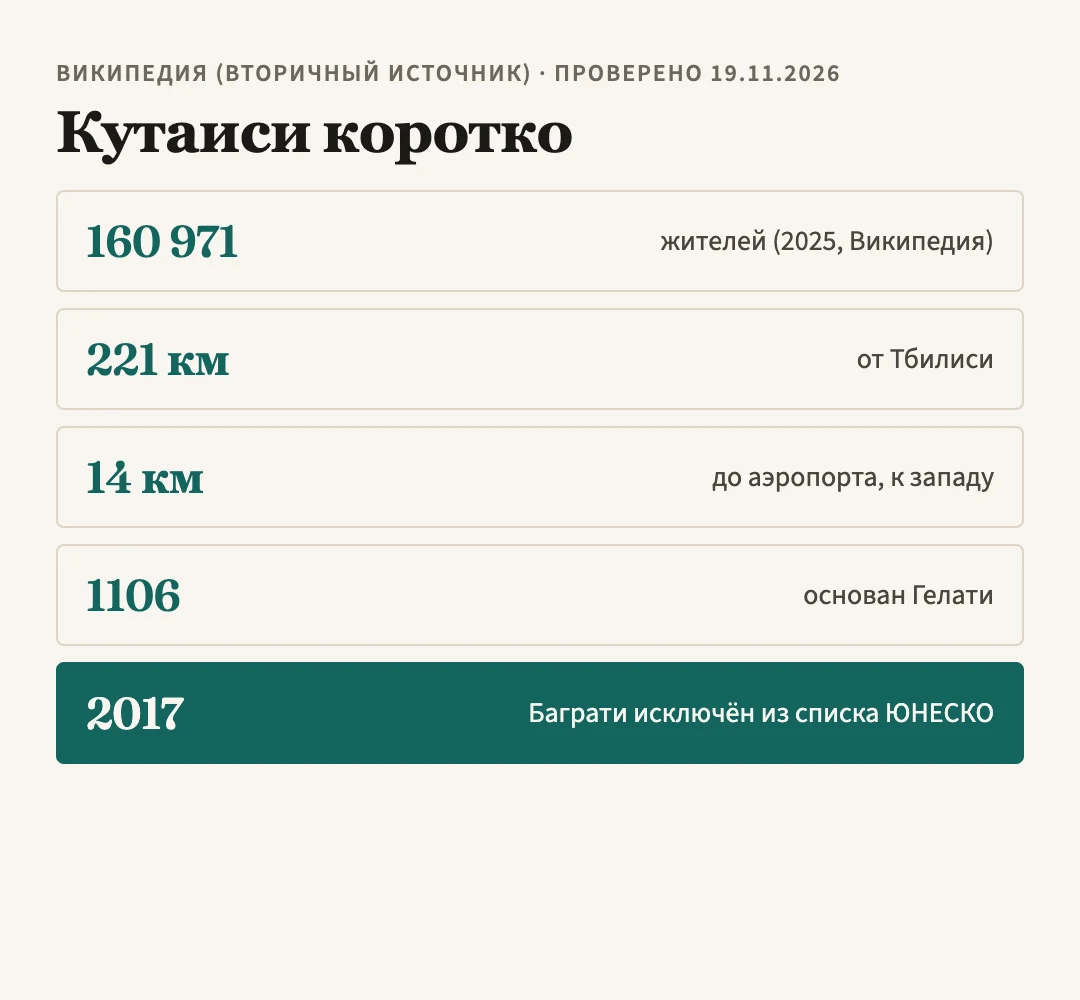 ВИКИПЕДИЯ (ВТОРИЧНЫЙ ИСТОЧНИК) · ПРОВЕРЕНО 19.11.2026
Кутаиси коротко
160 971 жителей (2025, Википедия)
221 км от Тбилиси
14 км до аэропорта, к западу
1106 основан Гелати
2017 Баграти исключён из списка ЮНЕСКО